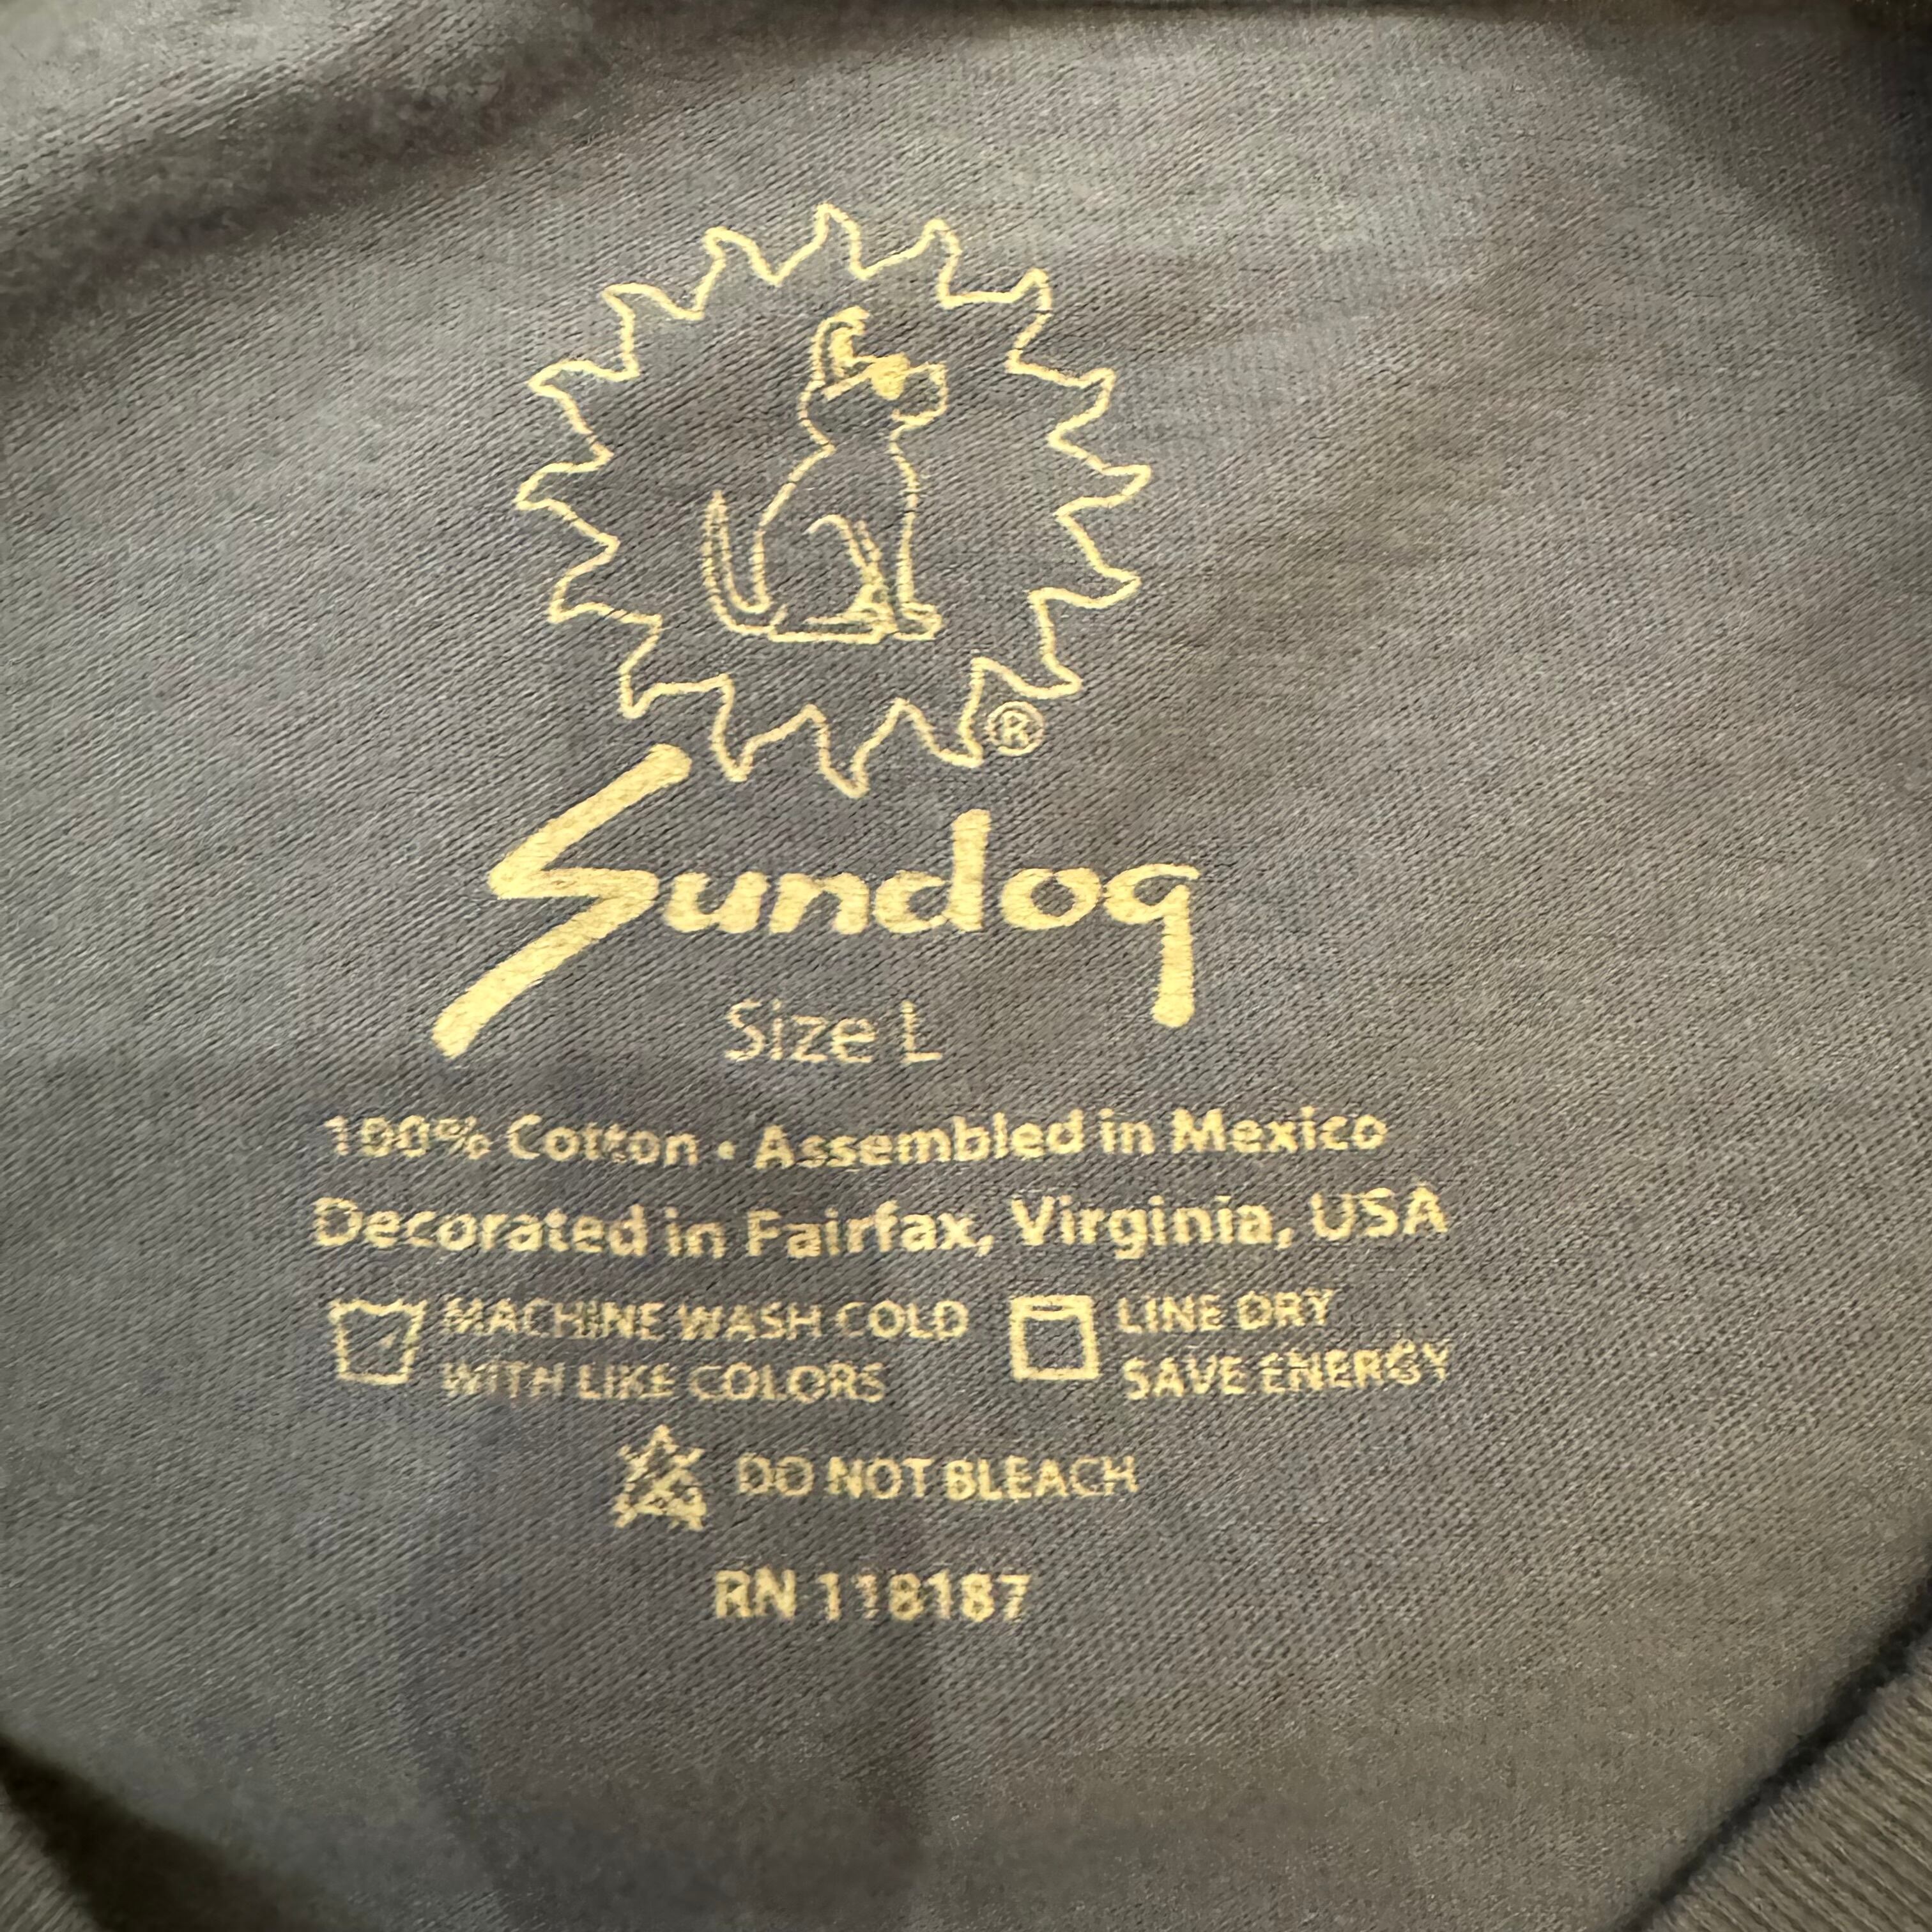 ®
Sundog
Size L
100% Cotton • Assembled in Mexico
Decorated in Fairfax, Virginia, USA
MACHINE WASH COLD
WITH LIKE COLORS
LINE DRY
SAVE ENERGY
DO NOT BLEACH
RN 118187